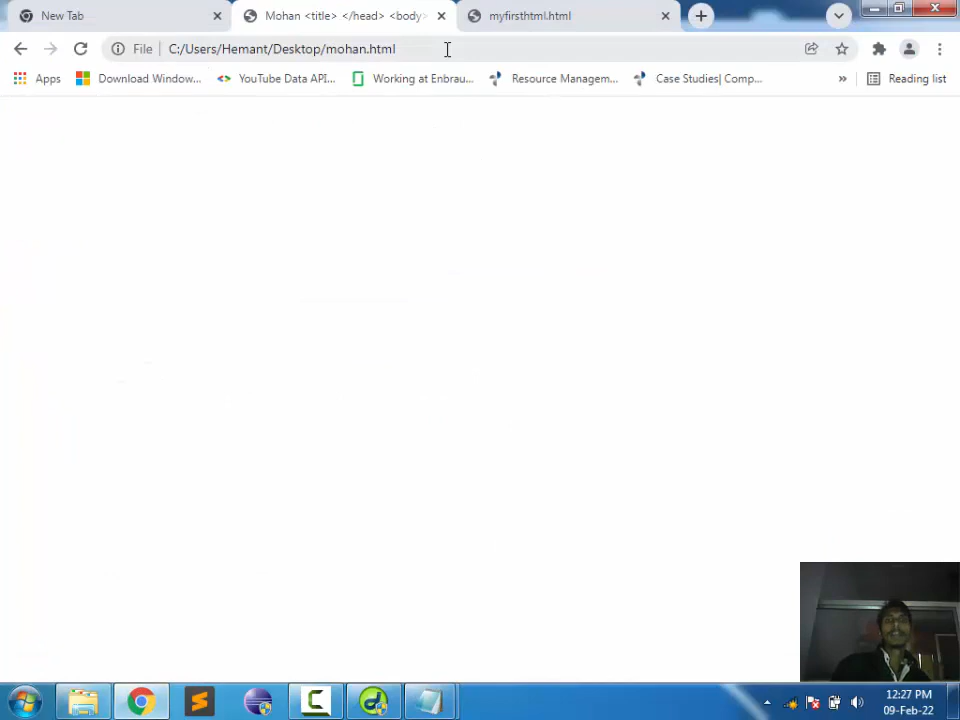 New Tab
Mohan <title> </head> <body>
myfirsthtml.html
File
C:/Users/Hemant/Desktop/mohan.html
Apps
Download Window...
YouTube Data API...
Working at Enbrau...
Resource Managem...
Case Studies| Comp...
»
Reading list
12:27 PM
09-Feb-22